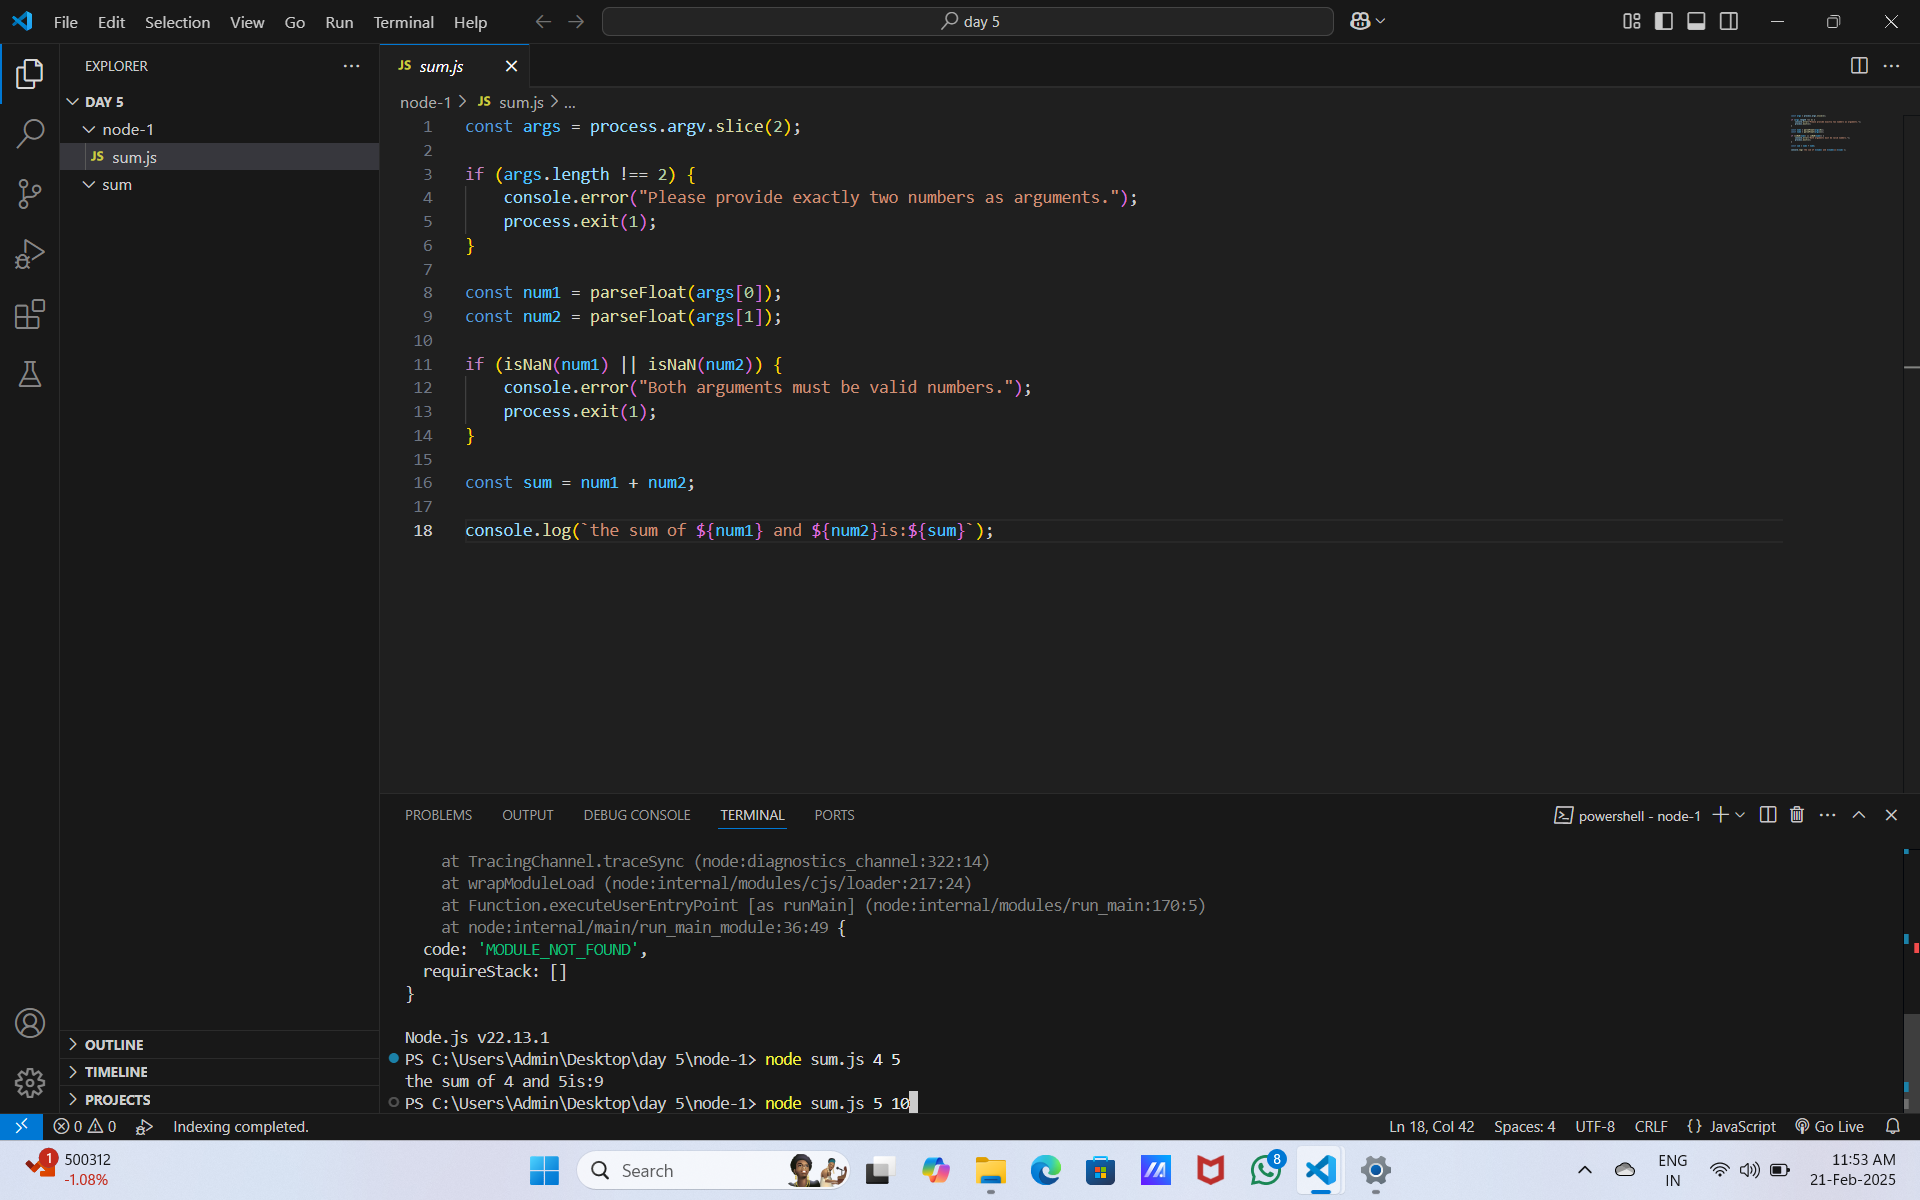 File Edit Selection View Go Run Terminal Help
day 5
EXPLORER
DAY 5
node-1
JS sum.js
sum
OUTLINE
TIMELINE
PROJECTS
JS sum.js
node-1 > JS sum.js > ...
1 const args = process.argv.slice(2);
2
3 if (args.length !== 2) {
4 console.error("Please provide exactly two numbers as arguments.");
5 process.exit(1);
6 }
7
8 const num1 = parseFloat(args[0]);
9 const num2 = parseFloat(args[1]);
10
11 if (isNaN(num1) || isNaN(num2)) {
12 console.error("Both arguments must be valid numbers.");
13 process.exit(1);
14 }
15
16 const sum = num1 + num2;
17
18 console.log(`the sum of ${num1} and ${num2}is:${sum}`);
PROBLEMS OUTPUT DEBUG CONSOLE TERMINAL PORTS
powershell - node-1
at TracingChannel.traceSync (node:diagnostics_channel:322:14)
at wrapModuleLoad (node:internal/modules/cjs/loader:217:24)
at Function.executeUserEntryPoint [as runMain] (node:internal/modules/run_main:170:5)
at node:internal/main/run_main_module:36:49 {
code: 'MODULE_NOT_FOUND',
requireStack: []
}
Node.js v22.13.1
PS C:\Users\Admin\Desktop\day 5\node-1> node sum.js 4 5
the sum of 4 and 5is:9
PS C:\Users\Admin\Desktop\day 5\node-1> node sum.js 5 10
0 0 Indexing completed.
Ln 18, Col 42 Spaces: 4 UTF-8 CRLF {} JavaScript Go Live
1
500312
-1.08%
Search
8
ENG
IN
11:53 AM
21-Feb-2025